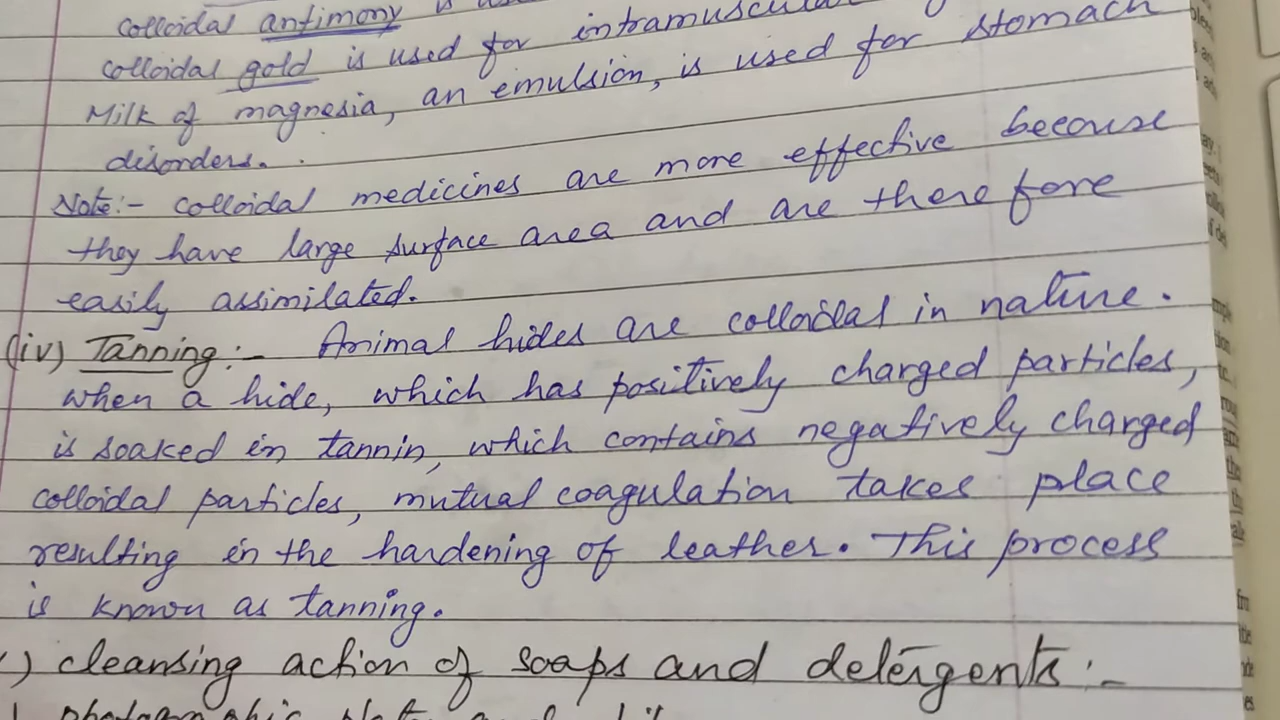 colloidal antimony is
colloidal gold is used for intramuscular
Milk of magnesia, an emulsion, is used for stomach
disorders.
Note:- colloidal medicines are more effective becouse
they have large surface area and are therefore
easily assimilated.
(iv) Tanning:- Animal hides are colloidal in nature.
when a hide, which has positively charged particles,
is soaked in tannin, which contains negatively charged
colloidal particles, mutual coagulation takes place
resulting in the hardening of leather. This process
is known as tanning.
) cleansing action of soaps and detergents:-